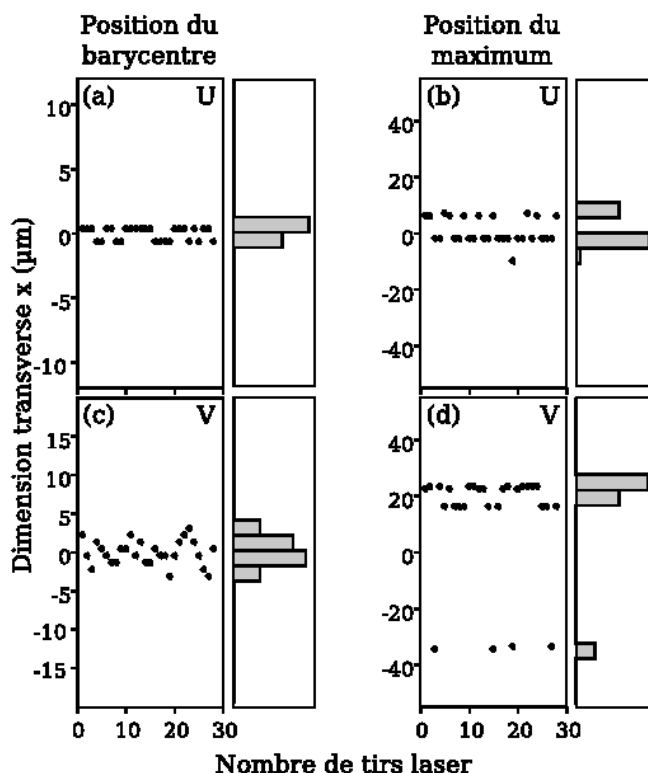 Position du
barycentre
Position du
maximum
Dimension transverse x (µm)
(a) U
10
5
0
-5
-10
(b) U
40
20
0
-20
-40
(c) V
15
10
5
0
-5
-10
-15
0 10 20 30
(d) V
40
20
0
-20
-40
0 10 20 30
Nombre de tirs laser